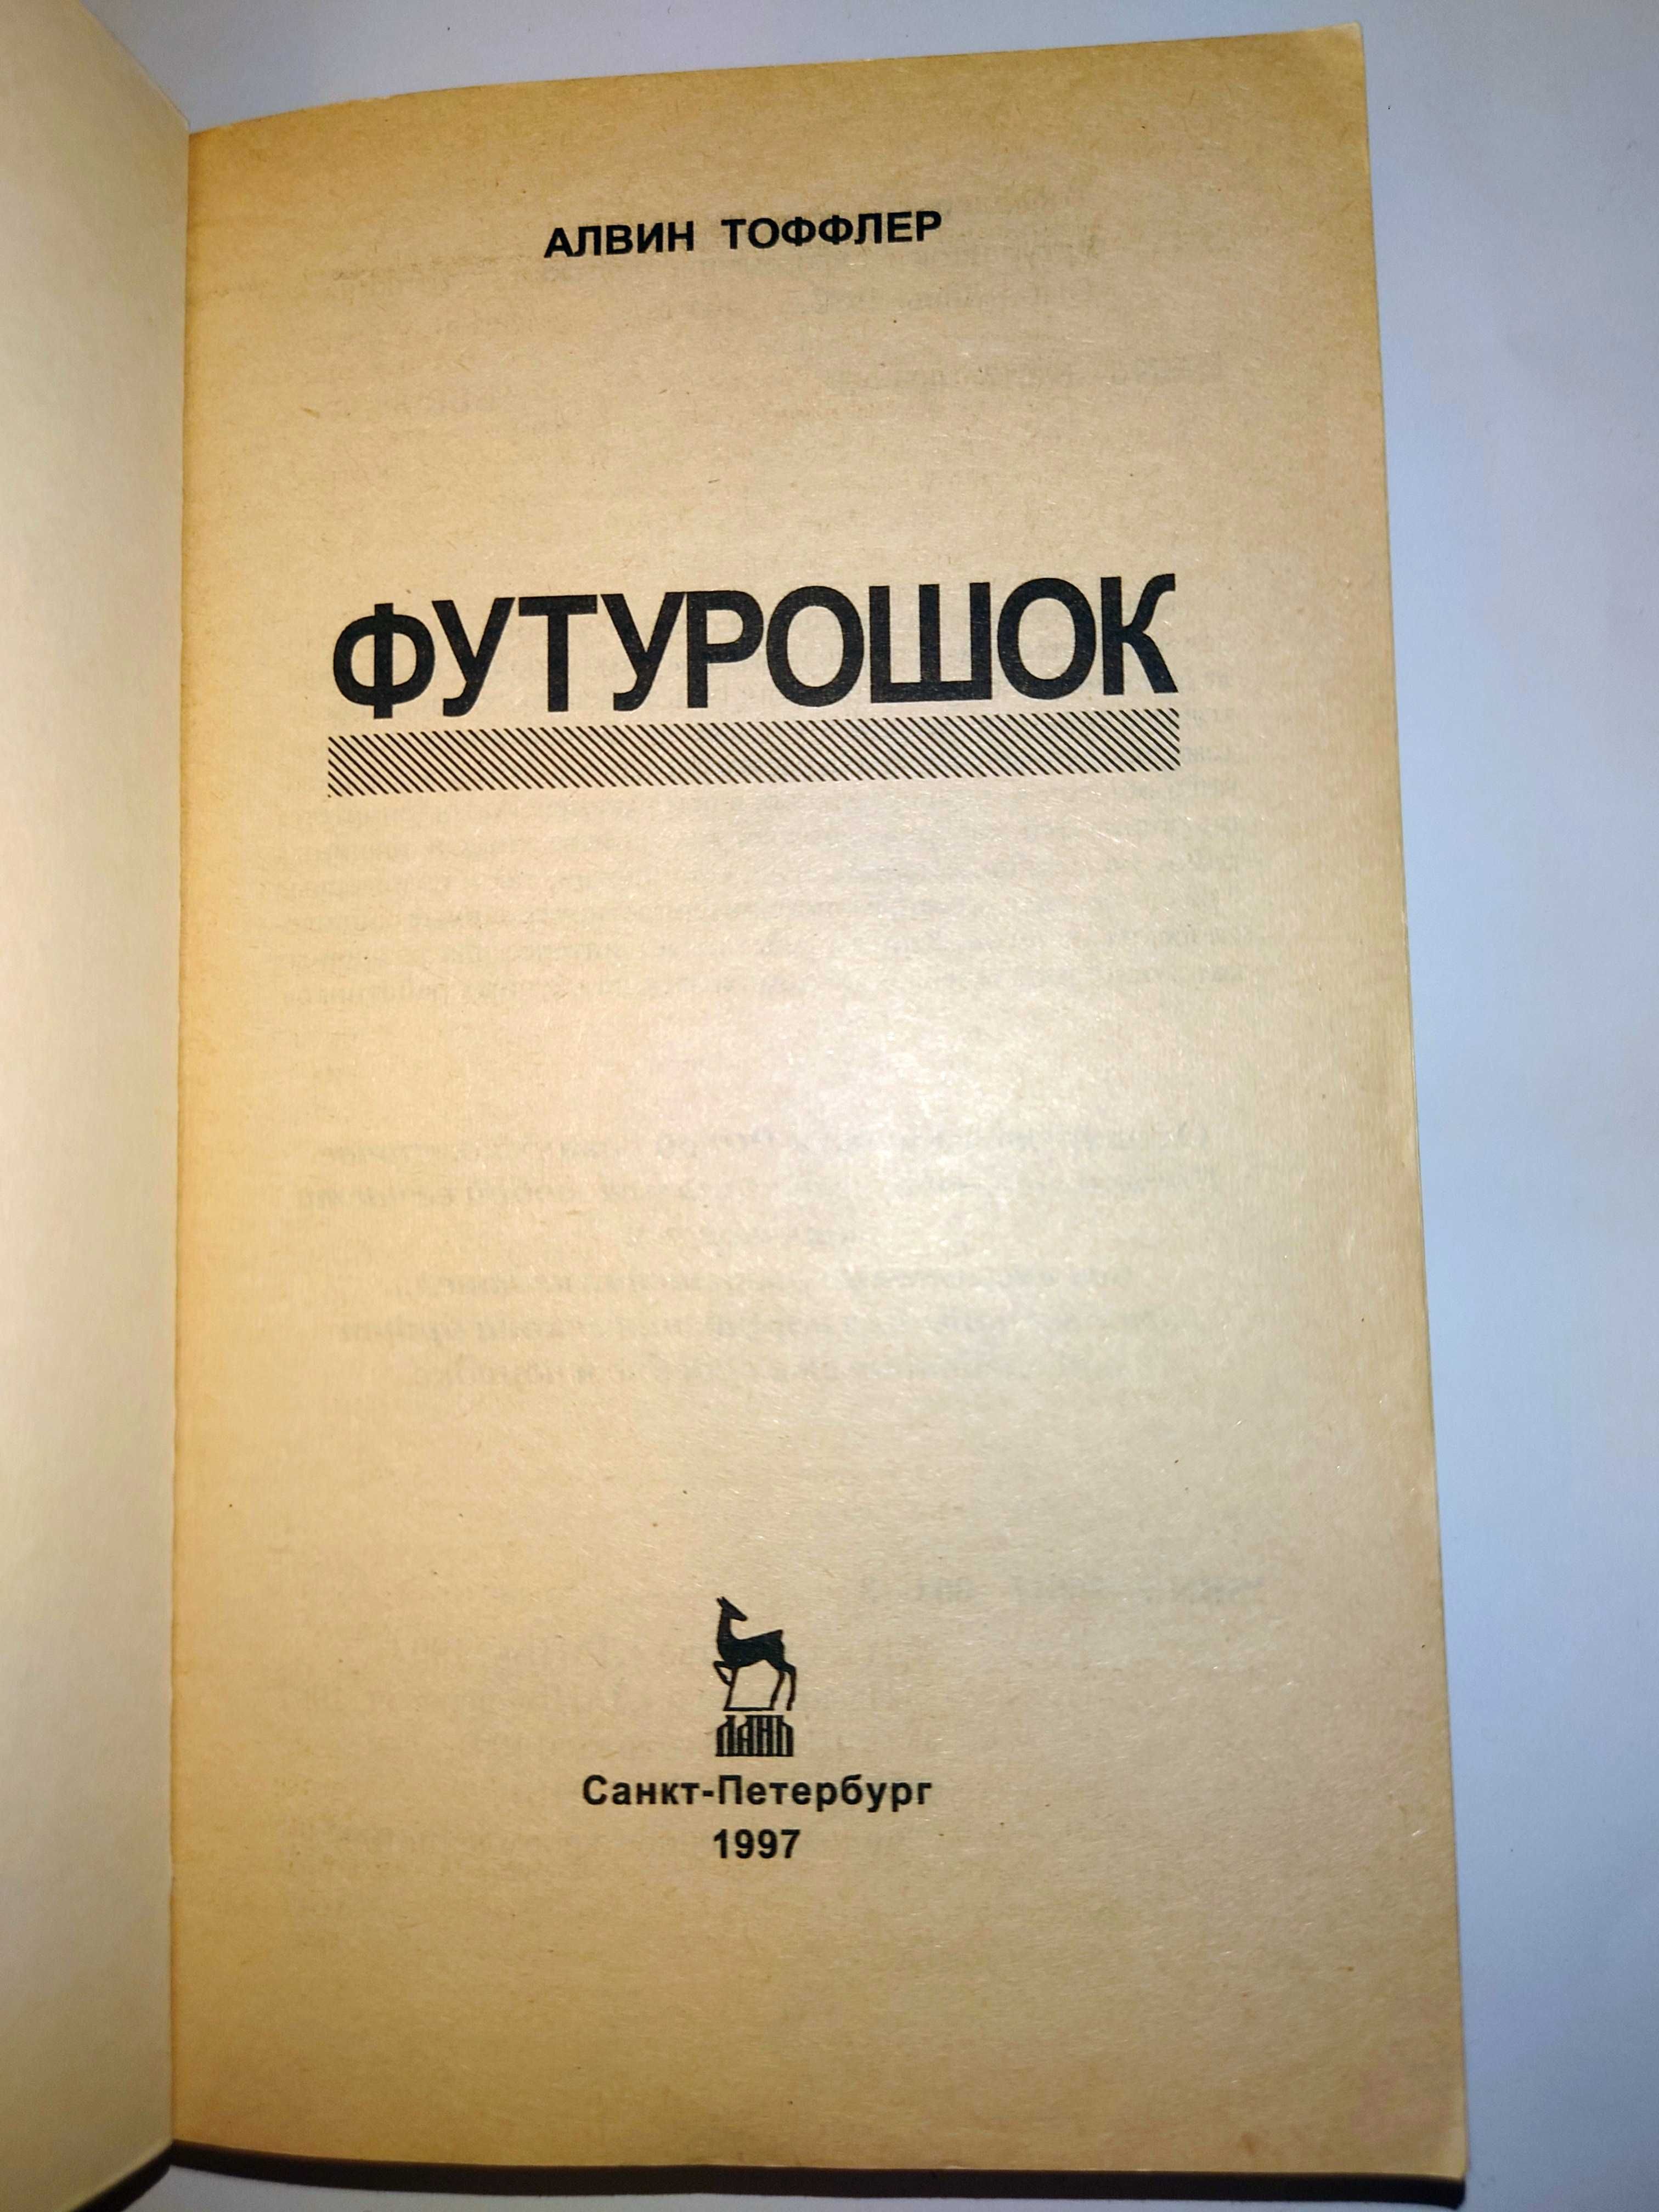 АЛВИН ТОФФЛЕР
ФУТУРОШОК
ЛАНЬ
Санкт-Петербург
1997